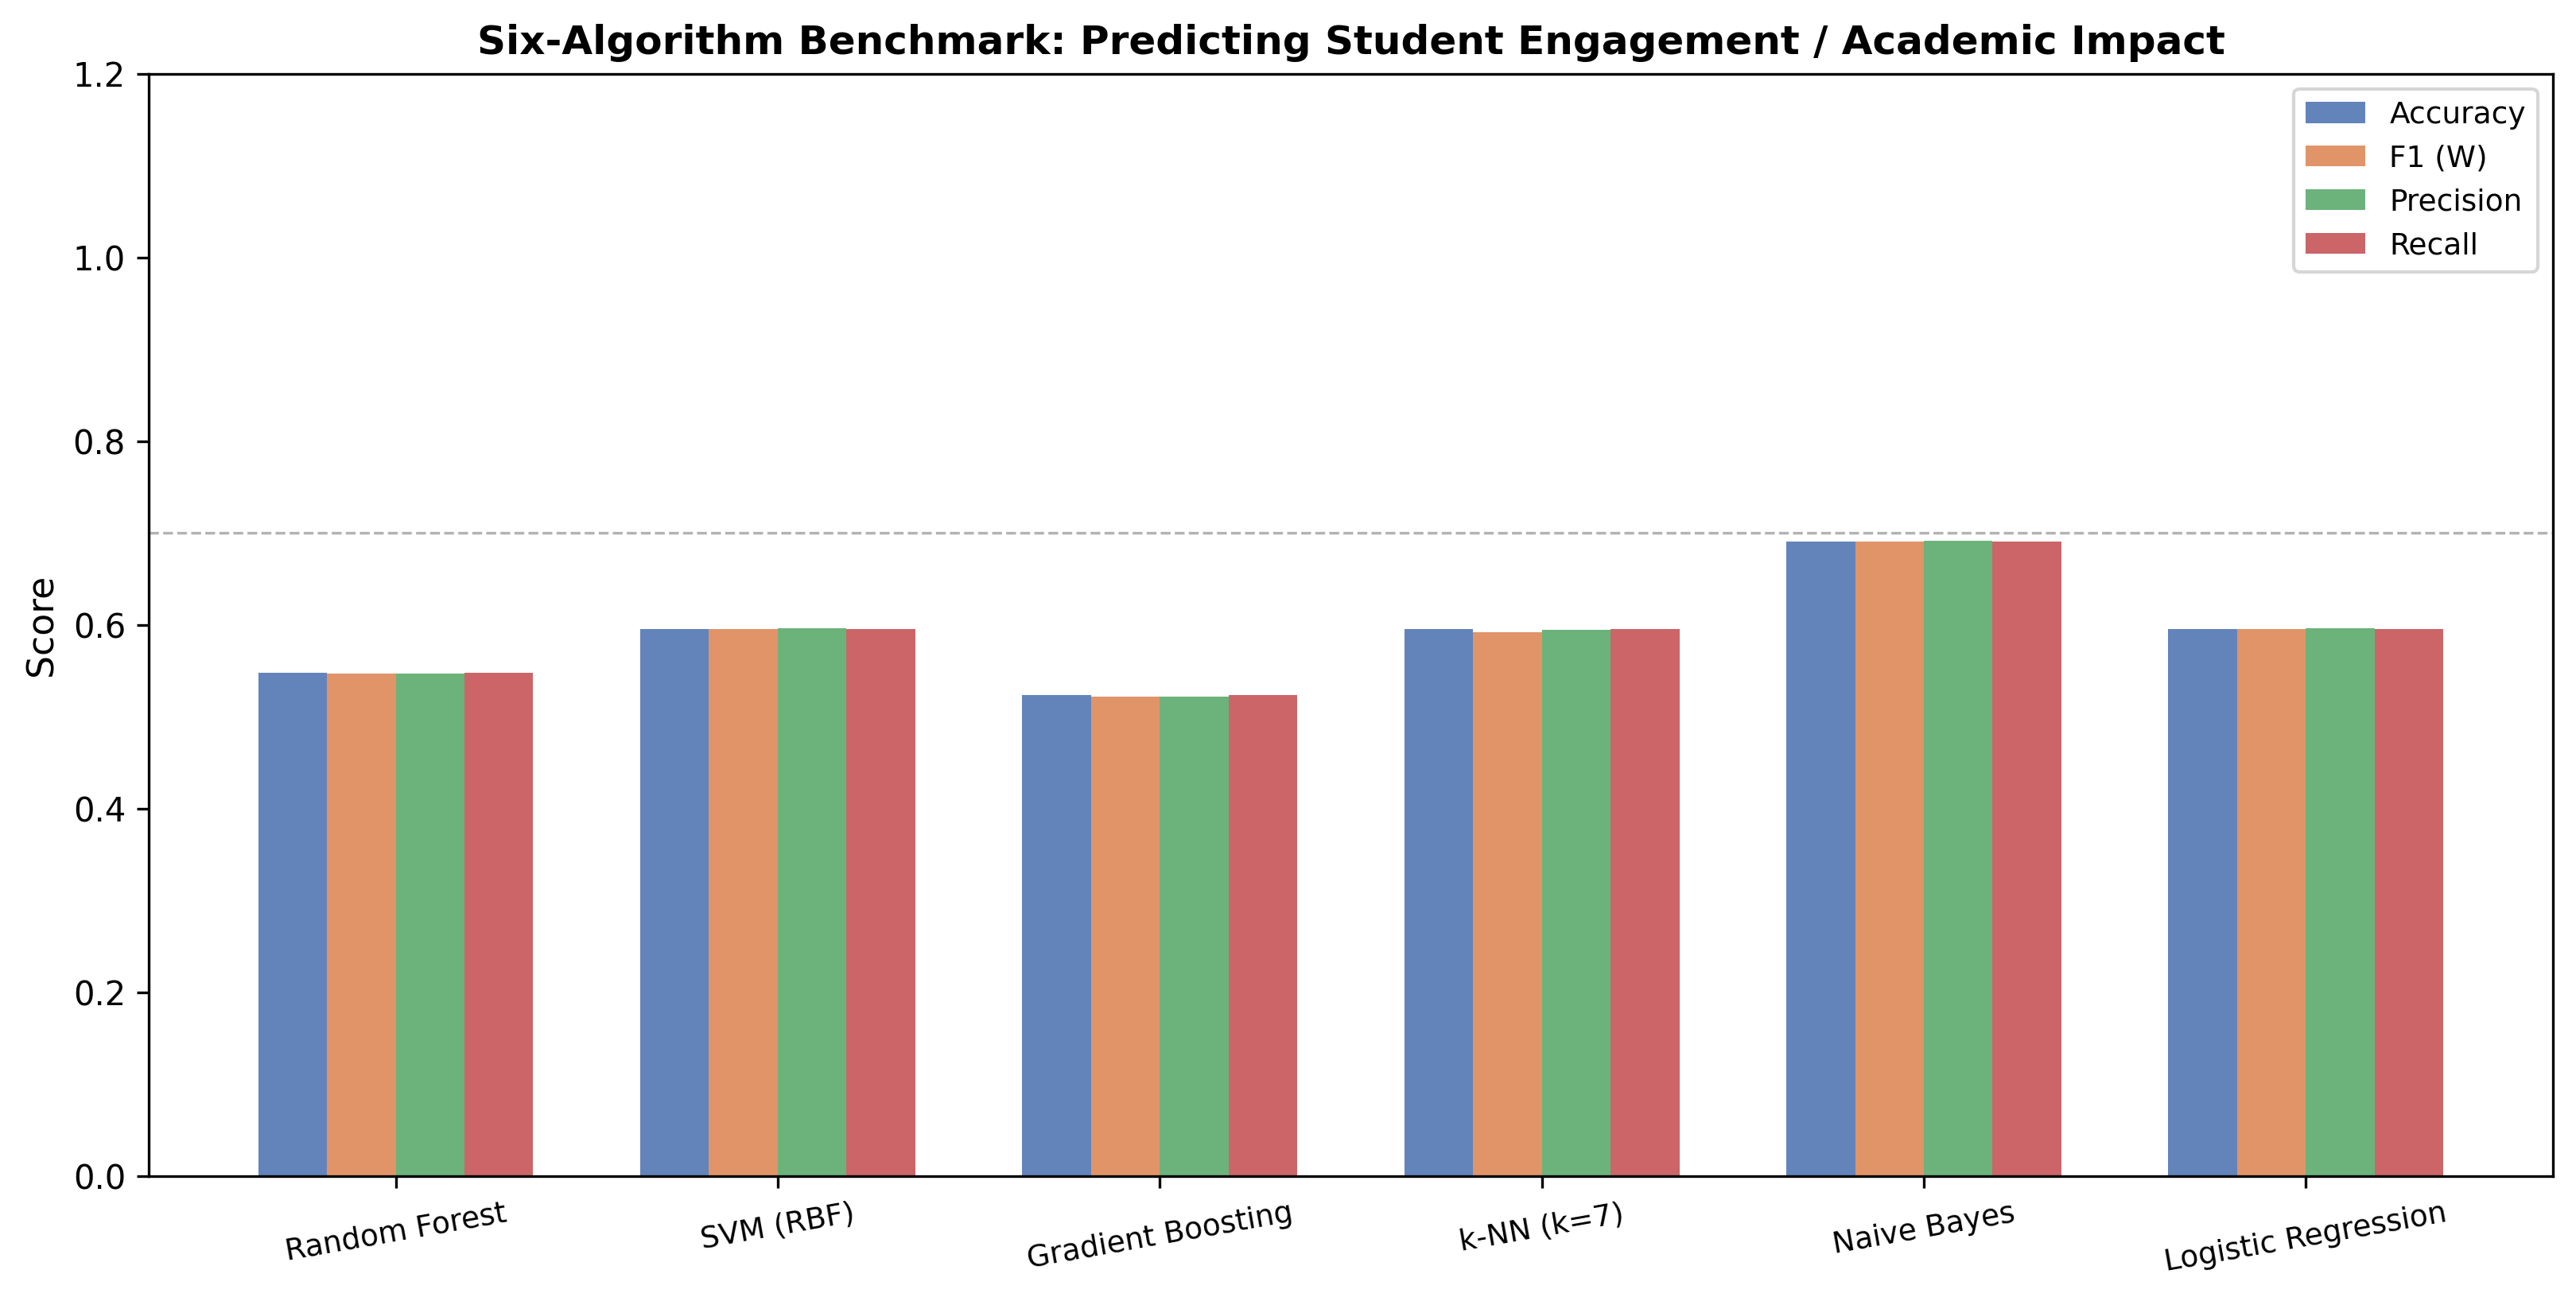 Six-Algorithm Benchmark: Predicting Student Engagement / Academic Impact
1.2
1.0
0.8
0.6
0.4
0.2
0.0
Score
Accuracy
F1 (W)
Precision
Recall
Random Forest
SVM (RBF)
Gradient Boosting
k-NN (k=7)
Naive Bayes
Logistic Regression